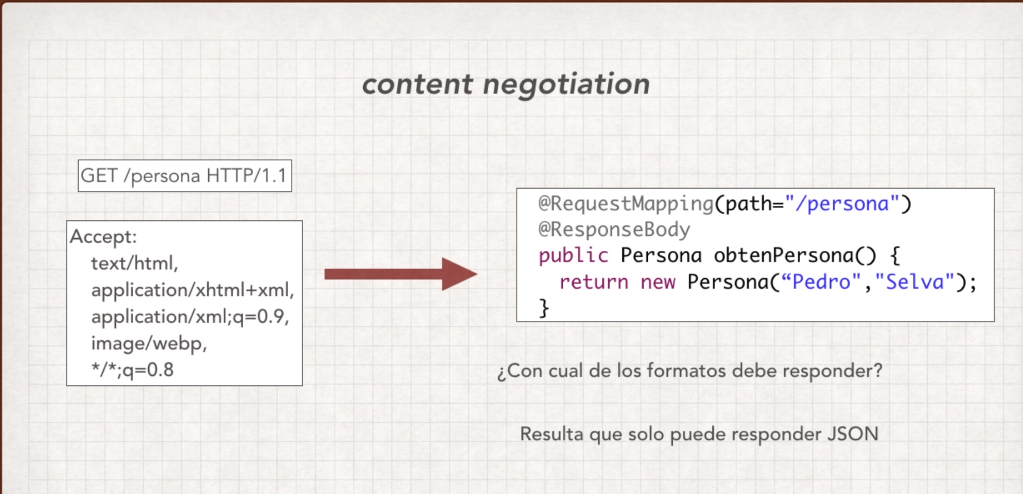 content negotiation
GET /persona HTTP/1.1
Accept:
text/html,
application/xhtml+xml,
application/xml;q=0.9,
image/webp,
*/*;q=0.8
@RequestMapping(path="/persona")
@ResponseBody
public Persona obtenPersona() {
return new Persona(“Pedro","Selva");
}
¿Con cual de los formatos debe responder?
Resulta que solo puede responder JSON